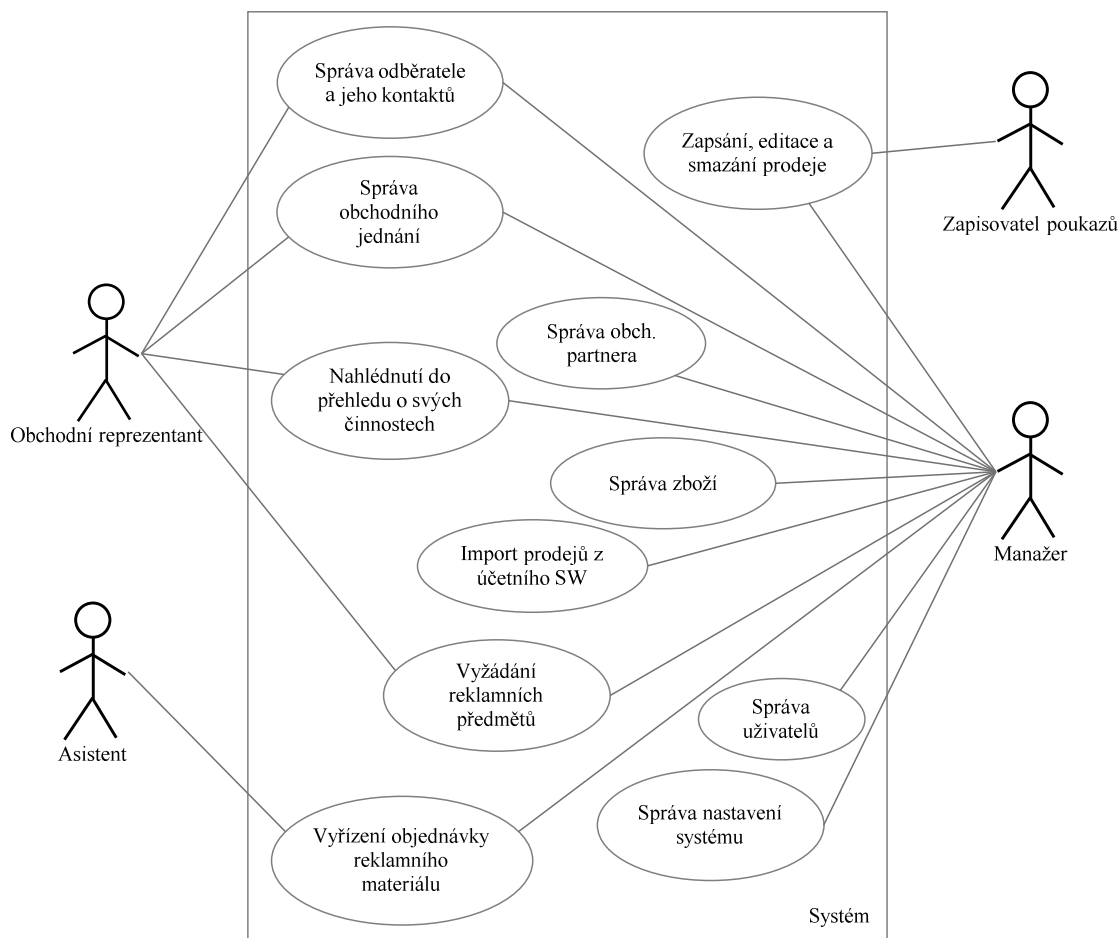 Správa odběratele
a jeho kontaktů
Zapsání, editace a
smazání prodeje
Zapisovatel poukazů
Správa
obchodního
jednání
Správa obch.
partnera
Nahlédnutí do
přehledu o svých
činnostech
Obchodní reprezentant
Správa zboží
Manažer
Import prodejů z
účetního SW
Vyžádání
reklamních
předmětů
Správa
uživatelů
Asistent
Správa nastavení
systému
Vyřízení objednávky
reklamního
materiálu
Systém